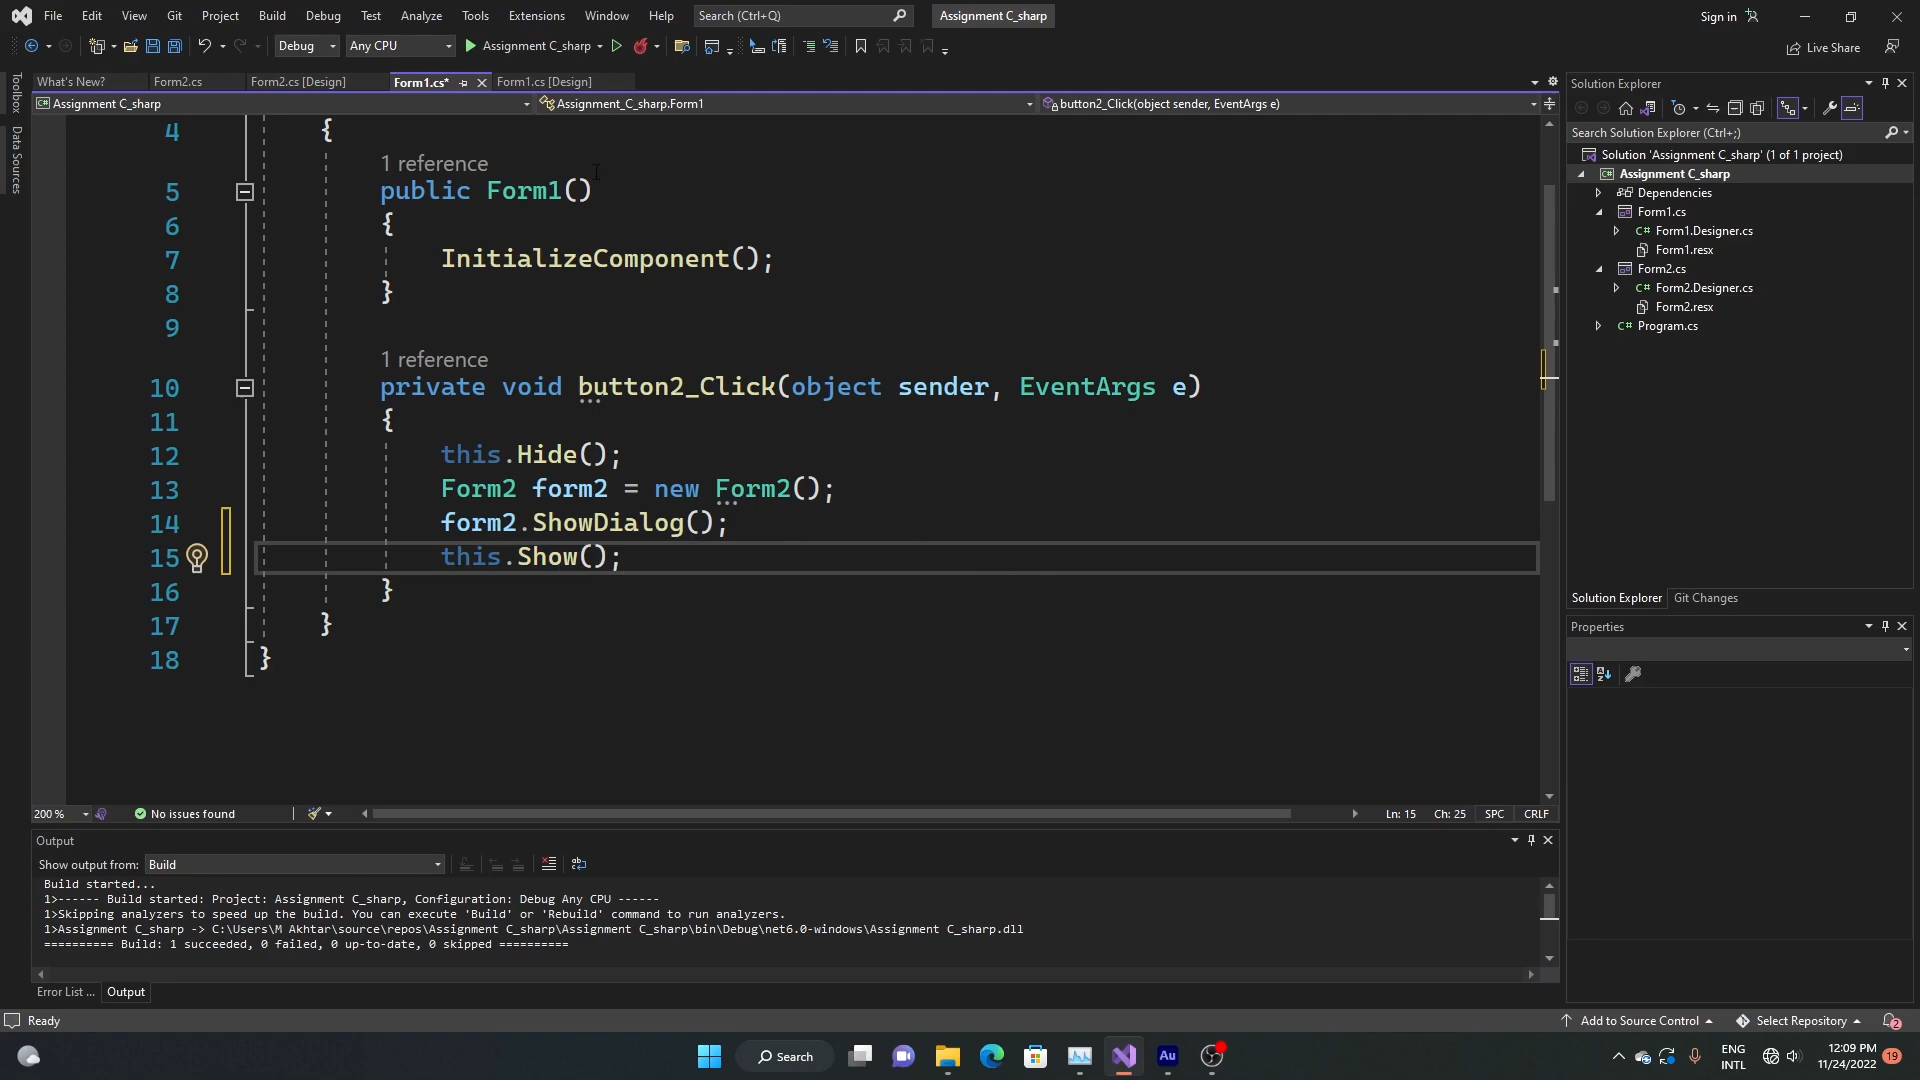 File Edit View Git Project Build Debug Test Analyze Tools Extensions Window Help Search (Ctrl+Q) Assignment C_sharp Sign in
Debug Any CPU Assignment C_sharp Live Share
What's New? Form2.cs Form2.cs [Design] Form1.cs* Form1.cs [Design]
Assignment C_sharp Assignment_C_sharp.Form1 button2_Click(object sender, EventArgs e)
Toolbox
Data Sources
4 {
1 reference
5 public Form1()
6 {
7 InitializeComponent();
8 }
9
1 reference
10 private void button2_Click(object sender, EventArgs e)
11 {
12 this.Hide();
13 Form2 form2 = new Form2();
14 form2.ShowDialog();
15 this.Show();
16 }
17 }
18 }
200 % No issues found Ln: 15 Ch: 25 SPC CRLF
Output
Show output from: Build
Build started...
1>------ Build started: Project: Assignment C_sharp, Configuration: Debug Any CPU ------
1>Skipping analyzers to speed up the build. You can execute 'Build' or 'Rebuild' command to run analyzers.
1>Assignment C_sharp -> C:\Users\M Akhtar\source\repos\Assignment C_sharp\Assignment C_sharp\bin\Debug\net6.0-windows\Assignment C_sharp.dll
========== Build: 1 succeeded, 0 failed, 0 up-to-date, 0 skipped ==========
Error List ... Output
Solution Explorer
Search Solution Explorer (Ctrl+;)
Solution 'Assignment C_sharp' (1 of 1 project)
C# Assignment C_sharp
Dependencies
Form1.cs
C# Form1.Designer.cs
Form1.resx
Form2.cs
C# Form2.Designer.cs
Form2.resx
C# Program.cs
Solution Explorer Git Changes
Properties
Ready Add to Source Control Select Repository 2
Search Au ENG INTL 12:09 PM 11/24/2022 19